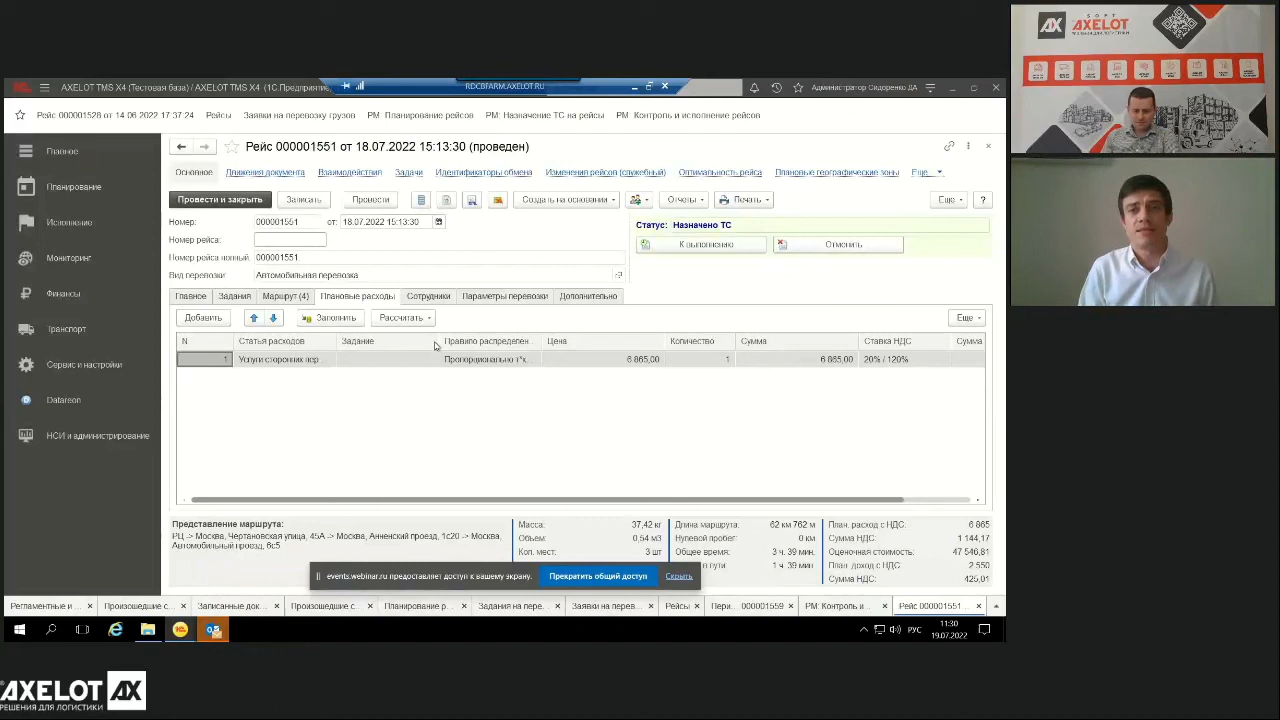 SOFT
AXELOT
РЕШЕНИЯ ДЛЯ ЛОГИСТИКИ
RDCBFARM.AXELOT.RU
AXELOT TMS X4 (Тестовая база) / AXELOT TMS X4 (1С:Предприятие
Администратор Сидоренко ДА
Рейс 000001528 от 14.06.2022 17:37:24 Рейсы Заявки на перевозку грузов РМ: Планирование рейсов РМ: Назначение ТС на рейсы РМ: Контроль и исполнение рейсов
Главное
Планирование
Исполнение
Мониторинг
Финансы
Транспорт
Сервис и настройки
Datareon
НСИ и администрирование
Рейс 000001551 от 18.07.2022 15:13:30 (проведен)
Основное Движения документа Взаимодействия Задачи Идентификаторы обмена Изменения рейсов (служебный) Оптимальность рейса Плановые географические зоны Еще
Провести и закрыть Записать Провести Создать на основании Отчеты Печать Еще ?
Номер: 000001551 от: 18.07.2022 15:13:30
Статус: Назначено ТС
К выполнению Отменить
Номер рейса:
Номер рейса полный: 000001551.
Вид перевозки: Автомобильная перевозка
Главное Задания Маршрут (4) Плановые расходы Сотрудники Параметры перевозки Дополнительно
Добавить Заполнить Рассчитать Еще
N Статья расходов Задание Правило распределен... Цена Количество Сумма Ставка НДС Сумма
1 Услуги сторонних пер... Пропорционально т*к... 6 865,00 1 6 865,00 20% / 120%
Представление маршрута:
РЦ -> Москва, Чертановская улица, 45А -> Москва, Анненский проезд, 1с20 -> Москва,
Автомобильный проезд, 6с5
Масса: 37,42 кг
Объем: 0,54 м3
Кол. мест: 3 шт
Длина маршрута: 62 км 762 м
Нулевой пробег: 0 км
Общее время: 3 ч. 39 мин.
в пути 1 ч. 39 мин.
План. расход с НДС: 6 865
Сумма НДС: 1 144,17
Оценочная стоимость: 47 546,81
План. доход с НДС: 2 550
Сумма НДС: 425,01
events.webinar.ru предоставляет доступ к вашему экрану. Прекратить общий доступ Скрыть
Регламентные и ... Произошедшие с... Записанные док... Произошедшие с... Планирование р... Задания на пере... Заявки на перев... Рейсы Пери... 000001559 РМ: Контроль и... Рейс 000001551 ...
РУС
11:30
19.07.2022
AXELOT AX
РЕШЕНИЯ ДЛЯ ЛОГИСТИКИ